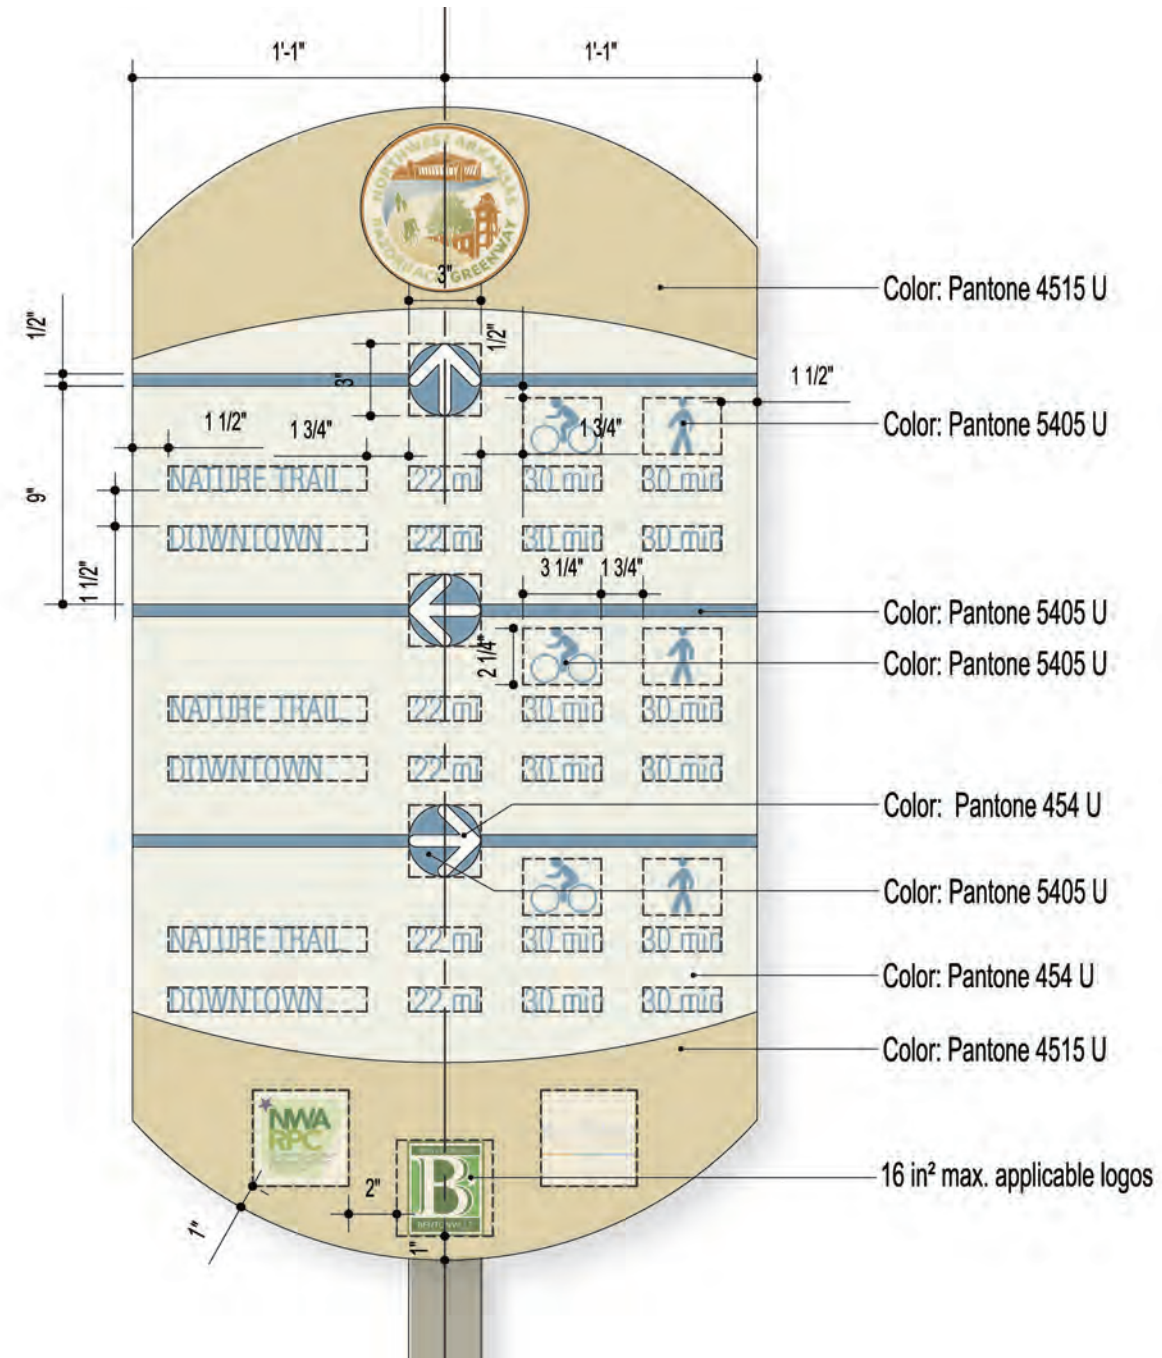 1'-1" 1'-1"
NORTHWEST ARKANSAS
RAZORBACK GREENWAY
3"
Color: Pantone 4515 U
1/2" 1/2"
3" 1 1/2"
1 1/2" 1 3/4" 1 3/4" Color: Pantone 5405 U
NATURE TRAIL 22 mi 30 min 30 min
9"
DOWNTOWN 22 mi 30 min 30 min
1 1/2" 3 1/4" 1 3/4"
Color: Pantone 5405 U
2 1/4" Color: Pantone 5405 U
NATURE TRAIL 22 mi 30 min 30 min
DOWNTOWN 22 mi 30 min 30 min
Color: Pantone 454 U
Color: Pantone 5405 U
NATURE TRAIL 22 mi 30 min 30 min
Color: Pantone 454 U
DOWNTOWN 22 mi 30 min 30 min
Color: Pantone 4515 U
NWA
RPC
B
BENTONVILLE
16 in² max. applicable logos
2"
1" 1"